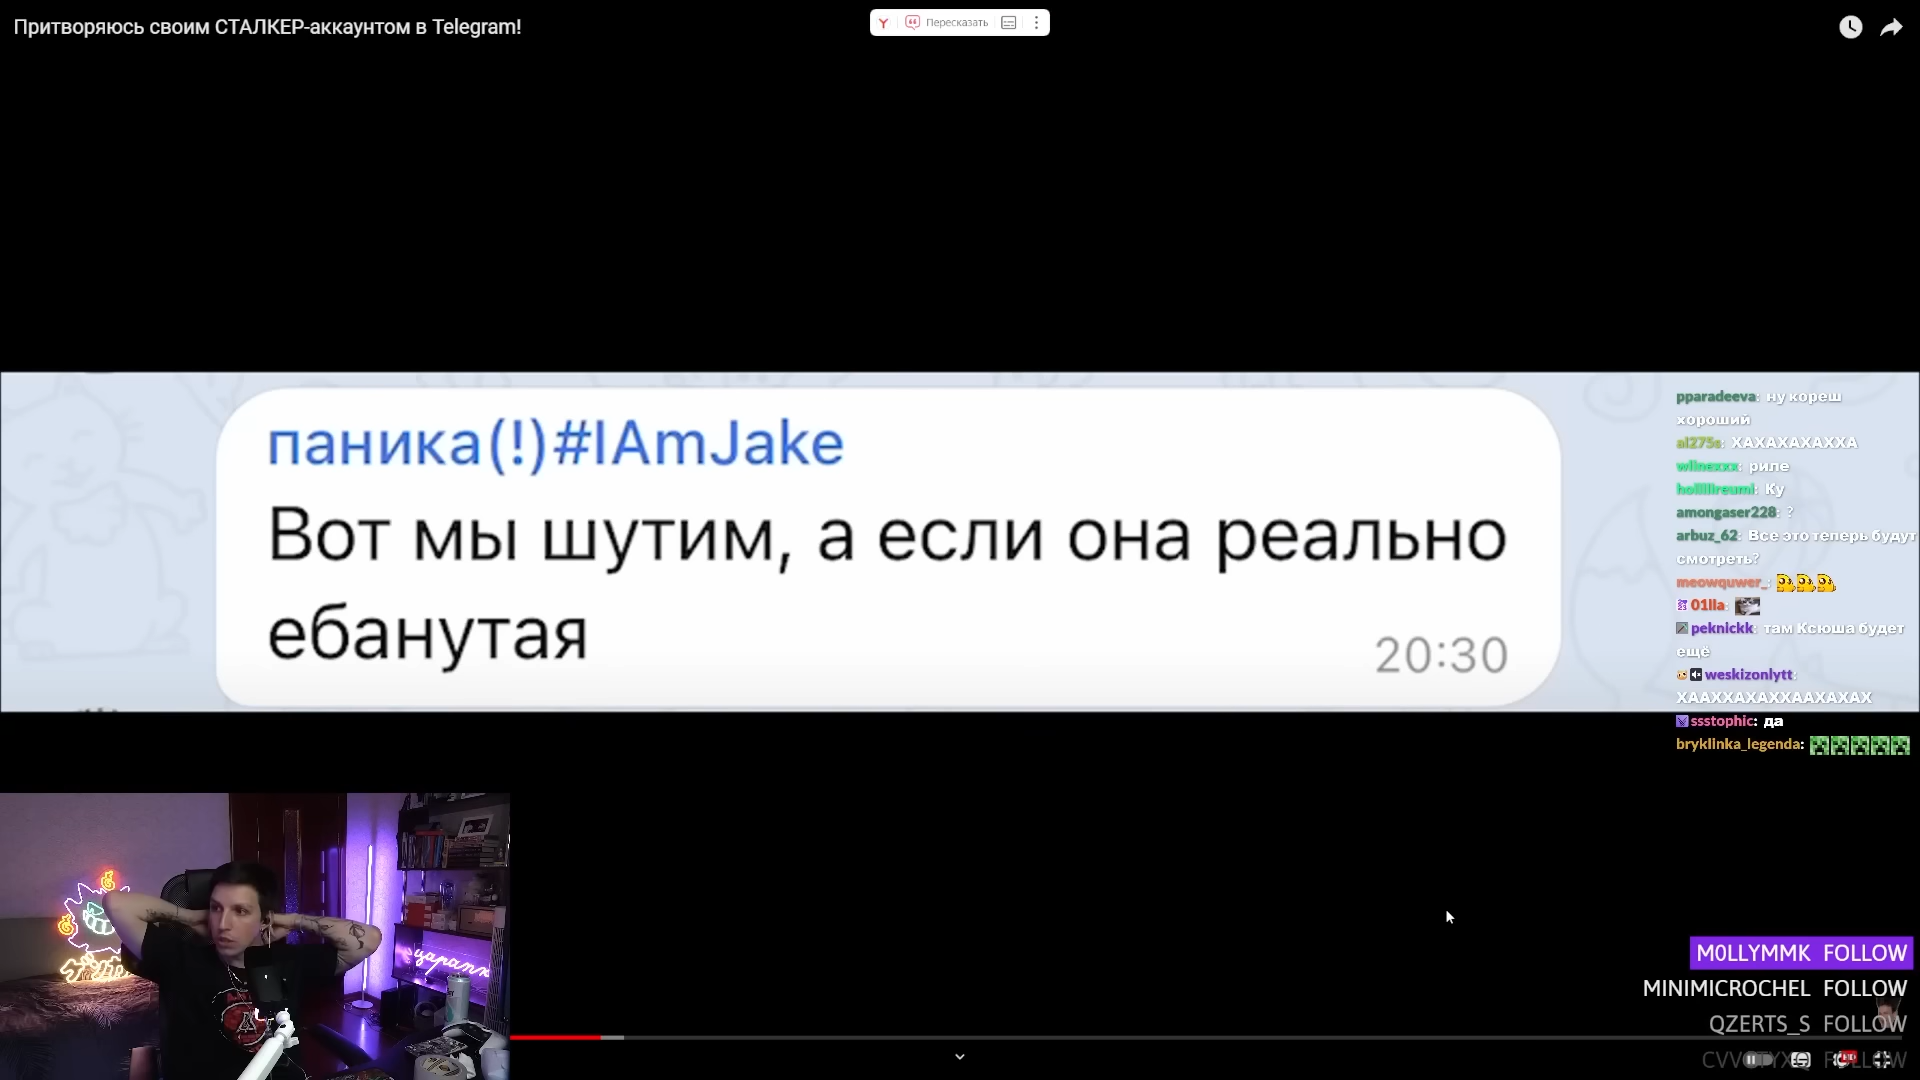 Притворяюсь своим СТАЛКЕР-аккаунтом в Telegram!
Пересказать
паника(!)#IAmJake
Вот мы шутим, а если она реально
ебанутая
20:30
pparadeeva: ну кореш
хороший
al275s: ХАХАХАХАХХА
wlinexxx: риле
Ку
amongaser228: ?
arbuz_62: Все это теперь будут
смотреть?
meowquwer_:
01lla:
peknickk: там Ксюша будет
ещё
weskizonlytt:
ХААХХАХАХХААХАХАХ
ssstophic: да
bryklinka_legenda:
царапка
M0LLYMMK FOLLOW
MINIMICROCHEL FOLLOW
QZERTS_S FOLLOW
FOLLOW